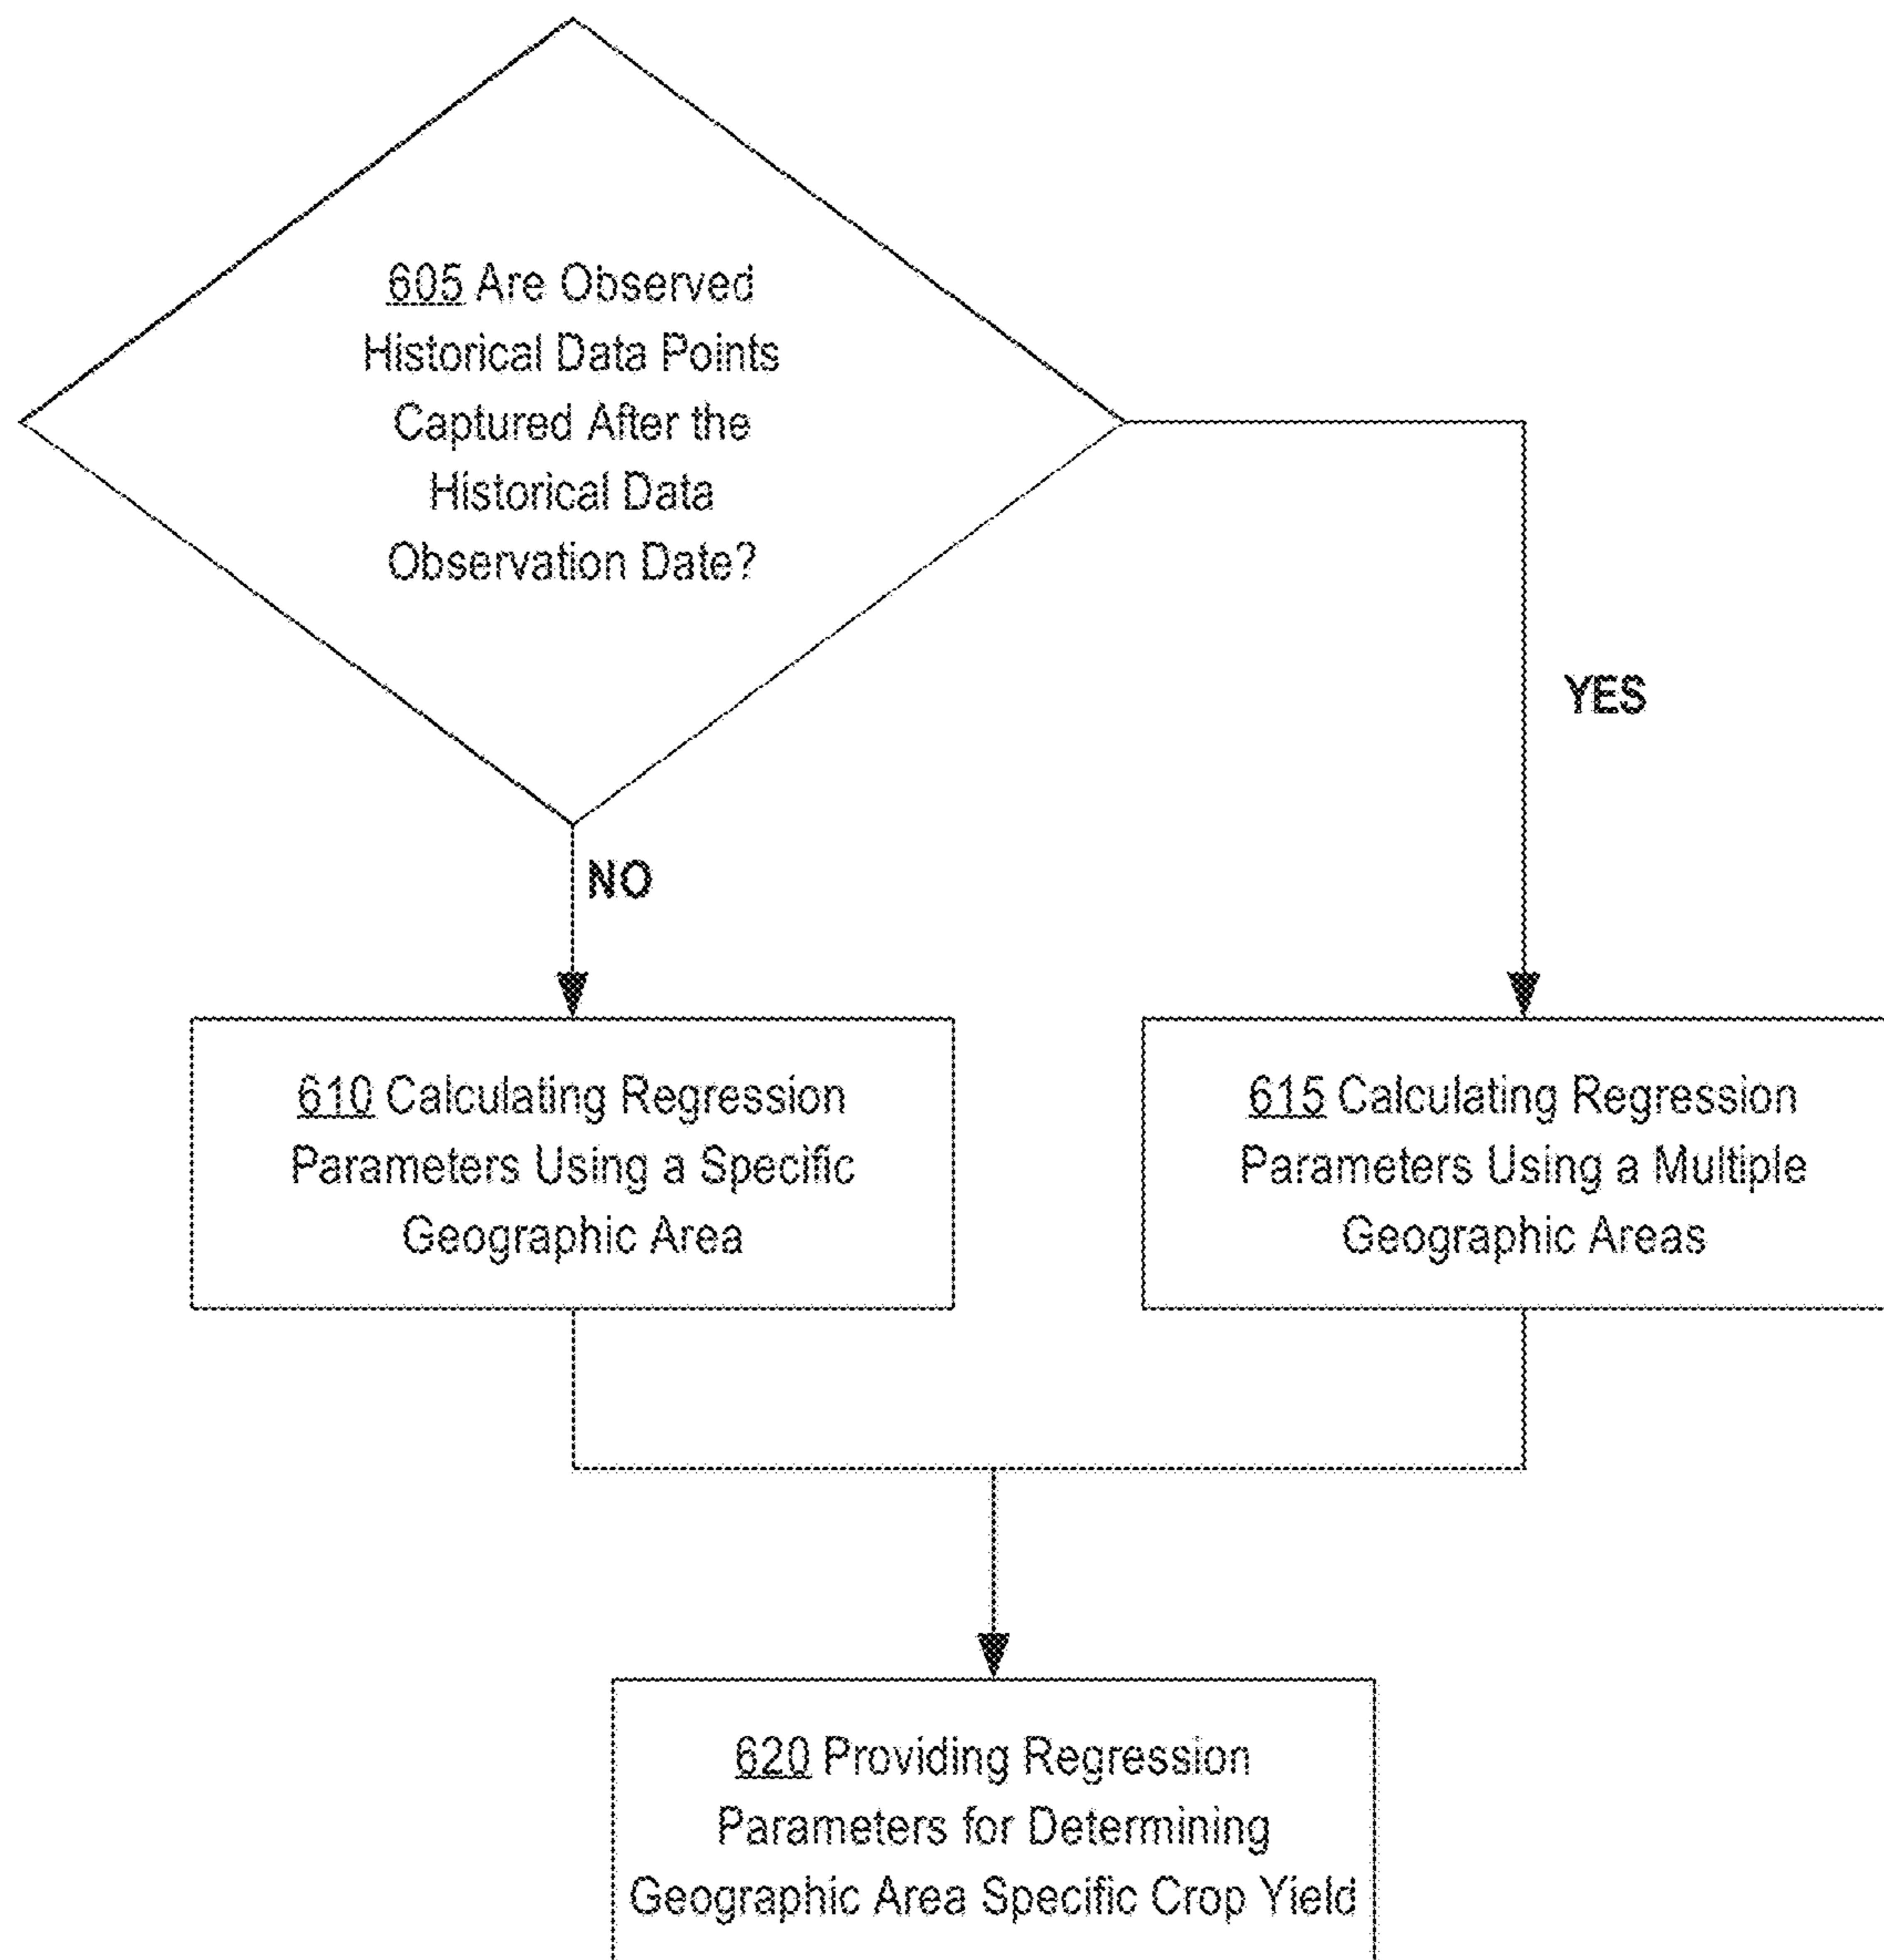 605 Are Observed
Historical Data Points
Captured After the
Historical Data
Observation Date?
YES
NO
610 Calculating Regression
Parameters Using a Specific
Geographic Area
615 Calculating Regression
Parameters Using a Multiple
Geographic Areas
620 Providing Regression
Parameters for Determining
Geographic Area Specific Crop Yield